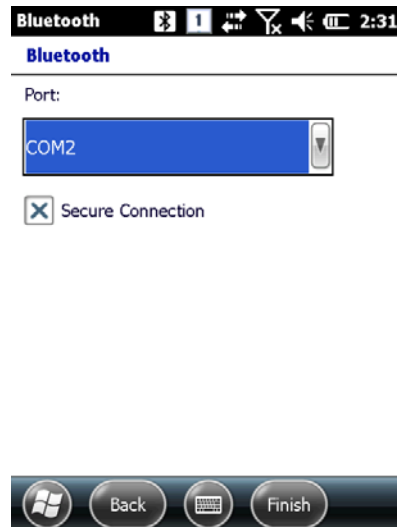 Bluetooth 1 2:31
Bluetooth
Port:
COM2
Secure Connection
Back Finish